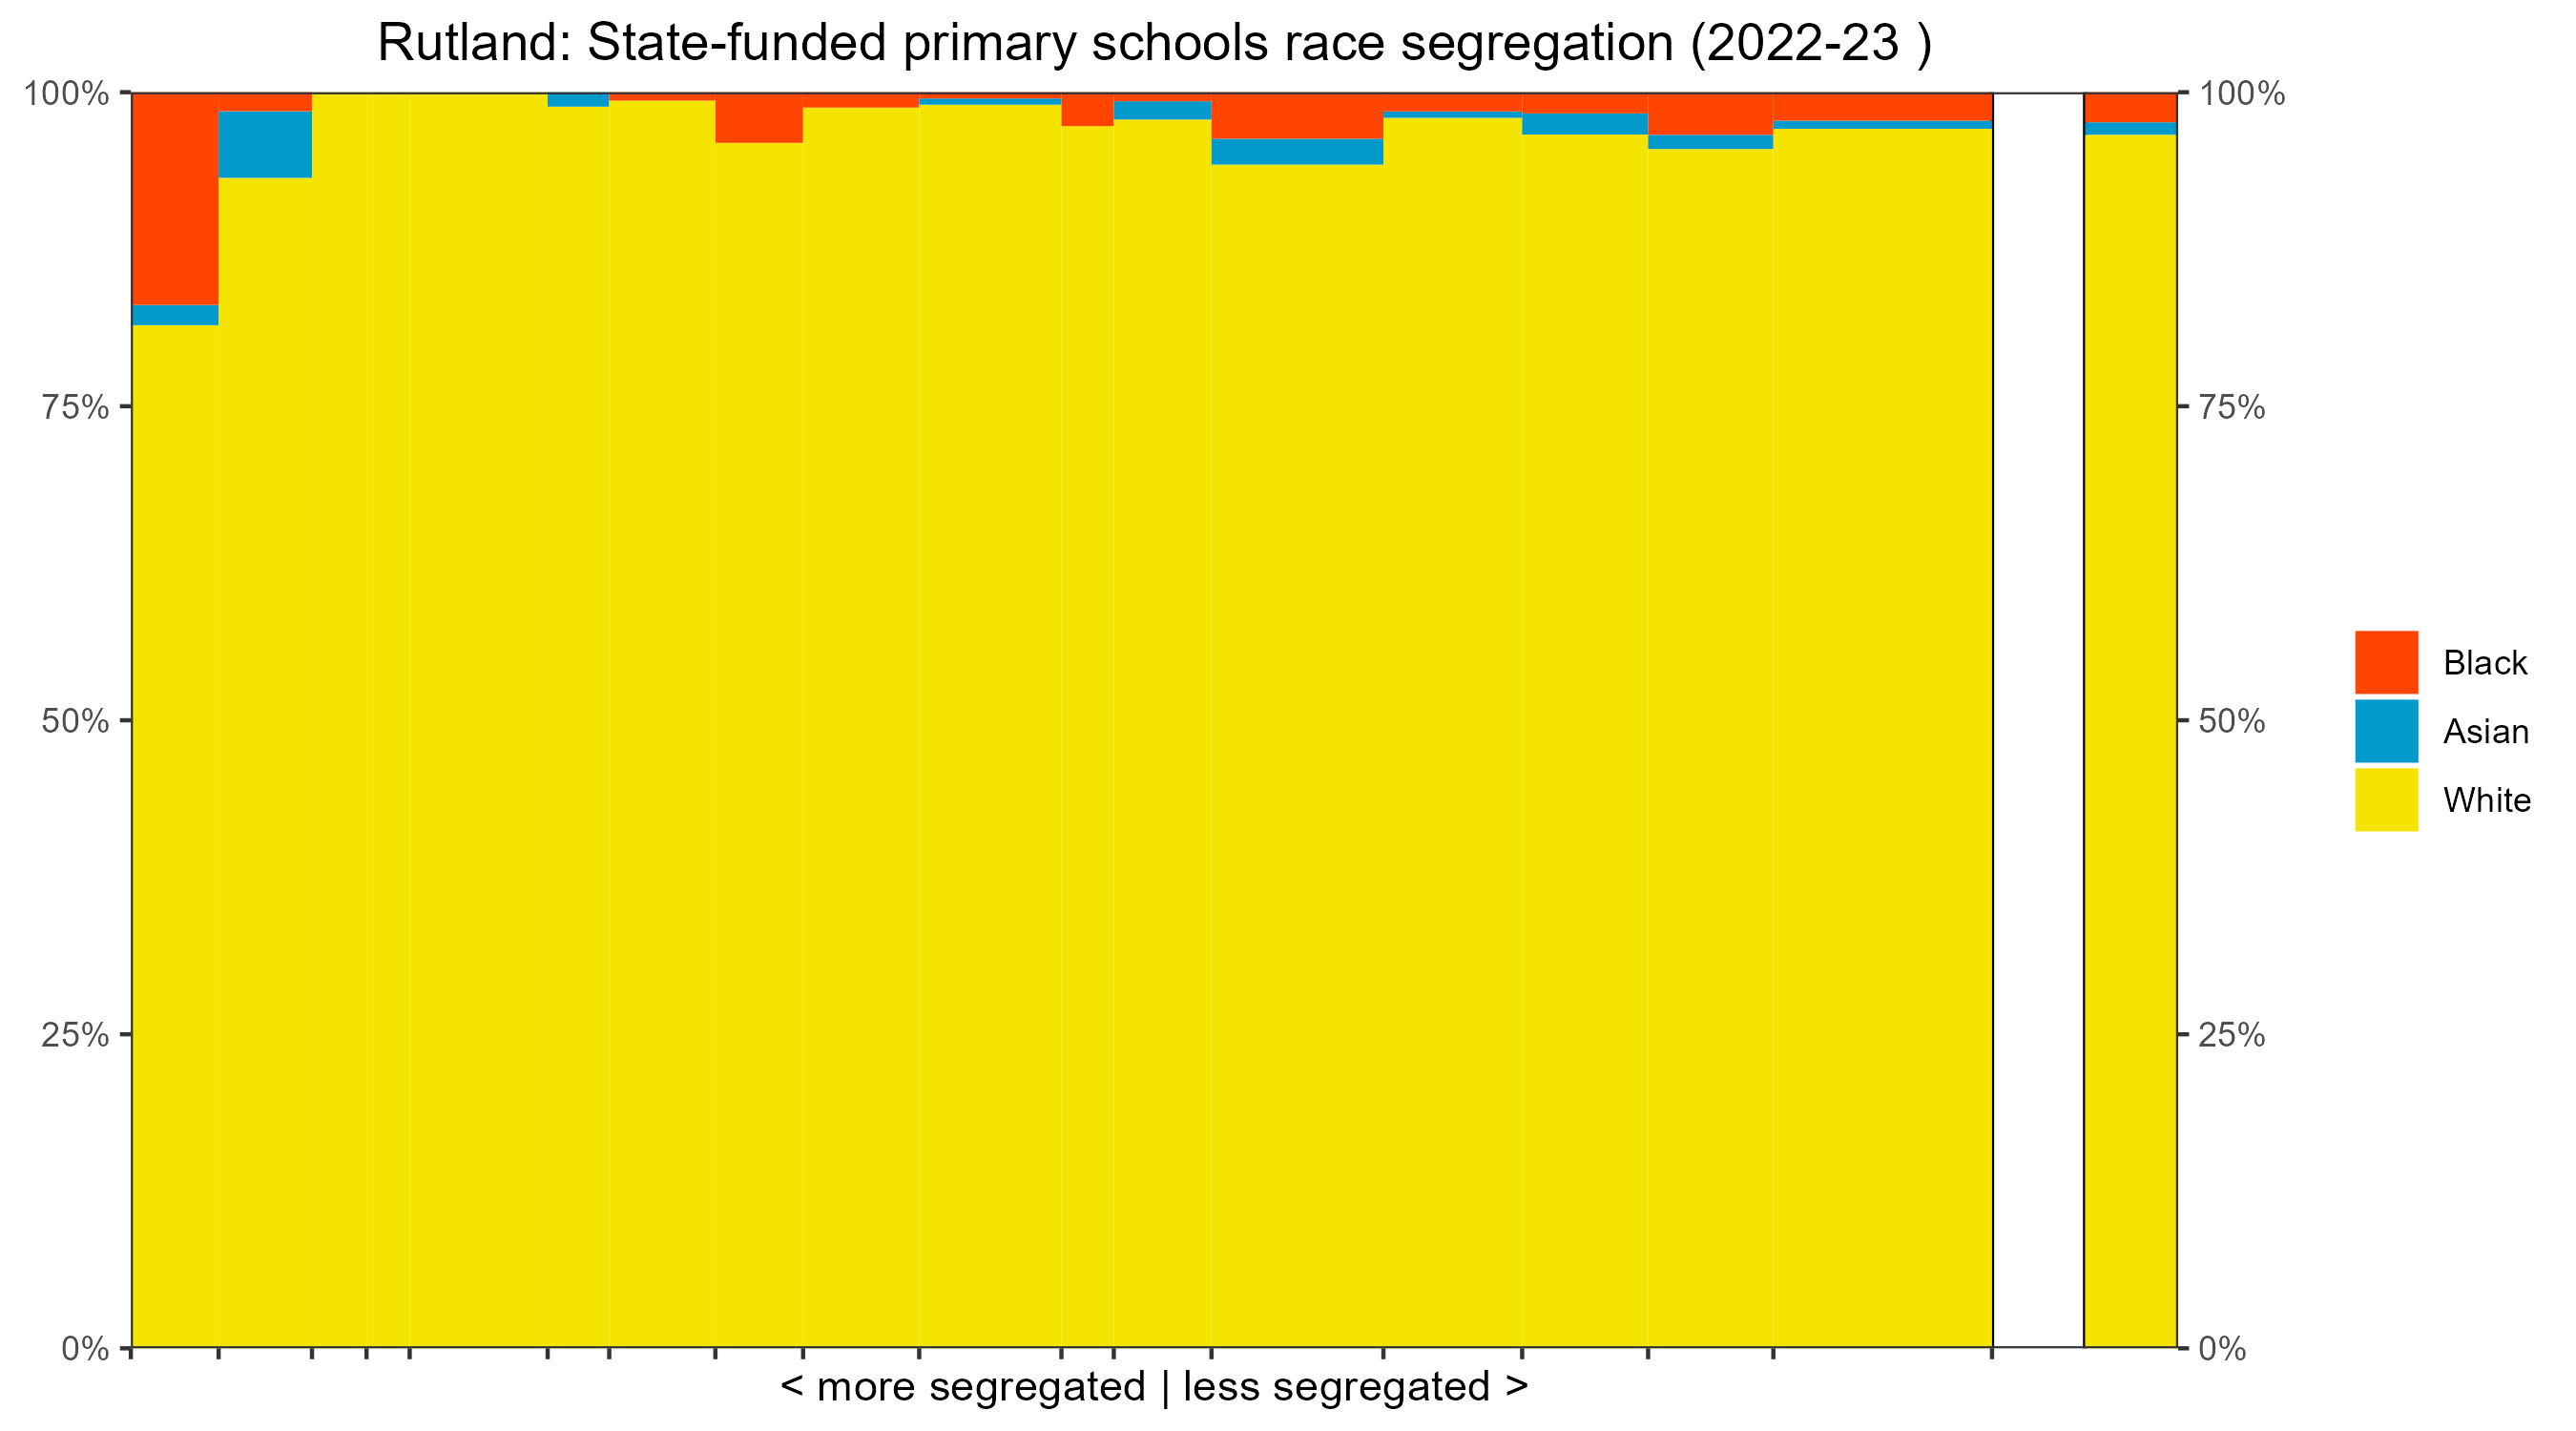 Rutland: State-funded primary schools race segregation (2022-23 )
100%
75%
50%
25%
0%
100%
75%
50%
25%
0%
Black
Asian
White
< more segregated | less segregated >